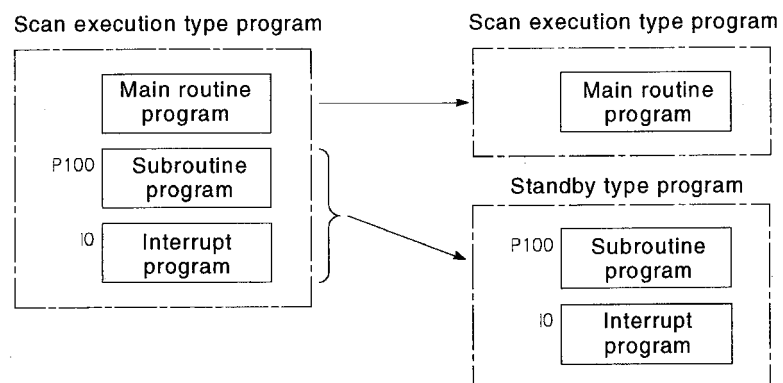 Scan execution type program
Main routine
program
P100
Subroutine
program
I0
Interrupt
program
Scan execution type program
Main routine
program
Standby type program
P100
Subroutine
program
I0
Interrupt
program